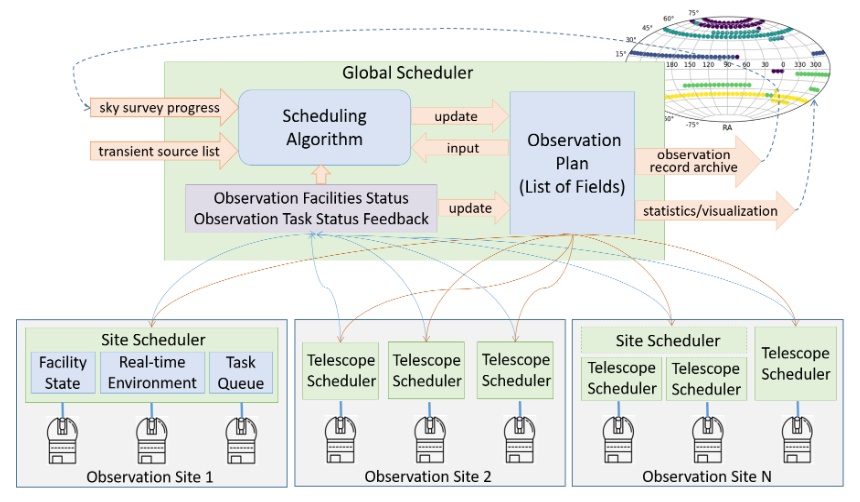 75°
60°
45°
30°
15°
180 150 120 90 60 30 0 330 300
60°
-75°
RA
Global Scheduler
sky survey progress
transient source list
Scheduling
Algorithm
update
input
Observation
Plan
(List of Fields)
observation
record archive
Observation Facilities Status
Observation Task Status Feedback
update
statistics/visualization
Site Scheduler
Facility
State
Real-time
Environment
Task
Queue
Observation Site 1
Telescope
Scheduler
Telescope
Scheduler
Telescope
Scheduler
Observation Site 2
Site Scheduler
Telescope
Scheduler
Telescope
Scheduler
Telescope
Scheduler
Observation Site N